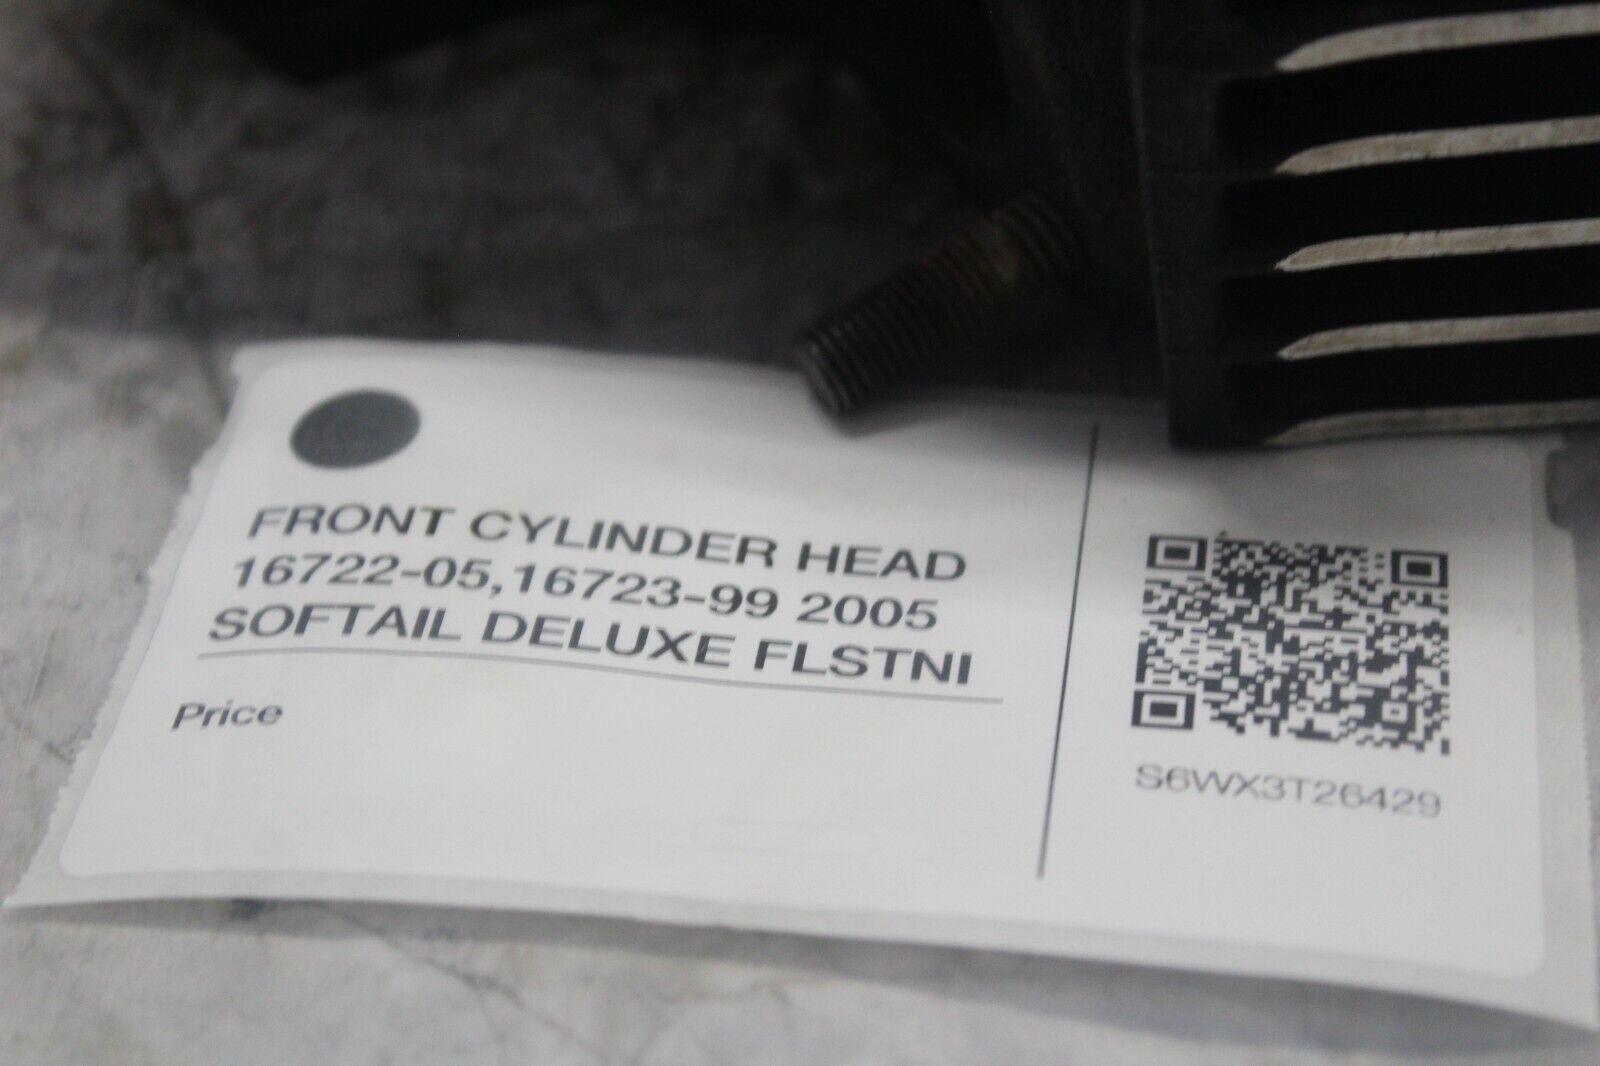 FRONT CYLINDER HEAD
16722-05,16723-99 2005
SOFTAIL DELUXE FLSTNI
Price
S6WX3T26429